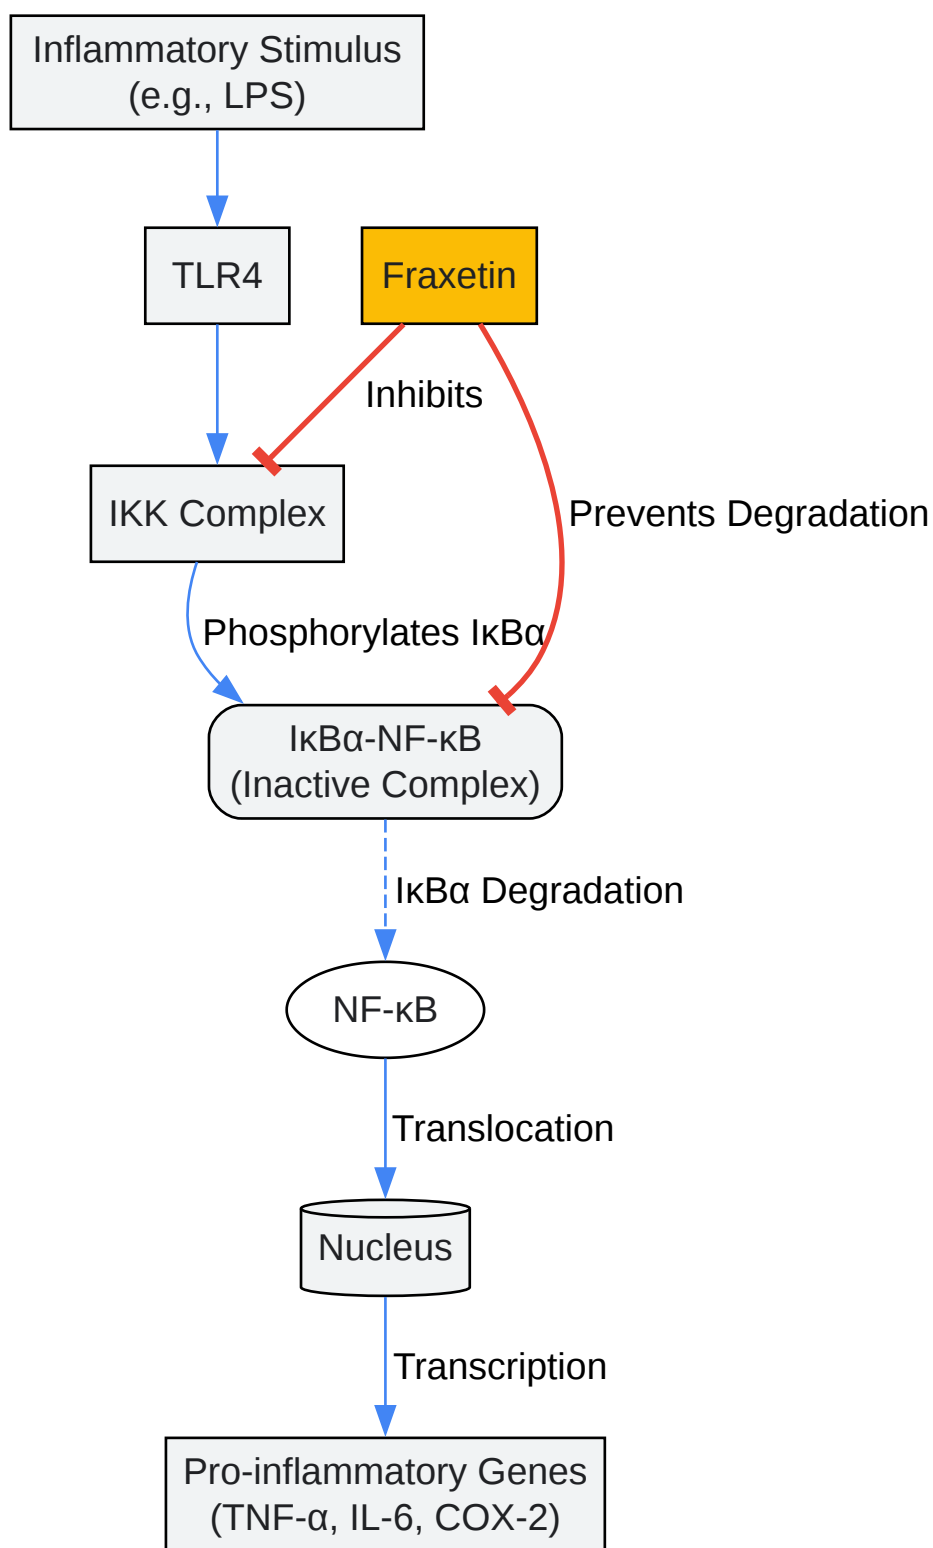 Inflammatory Stimulus
(e.g., LPS)
TLR4
Fraxetin
Inhibits
IKK Complex
Prevents Degradation
Phosphorylates IκBα
IκBα-NF-κB
(Inactive Complex)
IκBα Degradation
NF-κB
Translocation
Nucleus
Transcription
Pro-inflammatory Genes
(TNF-α, IL-6, COX-2)